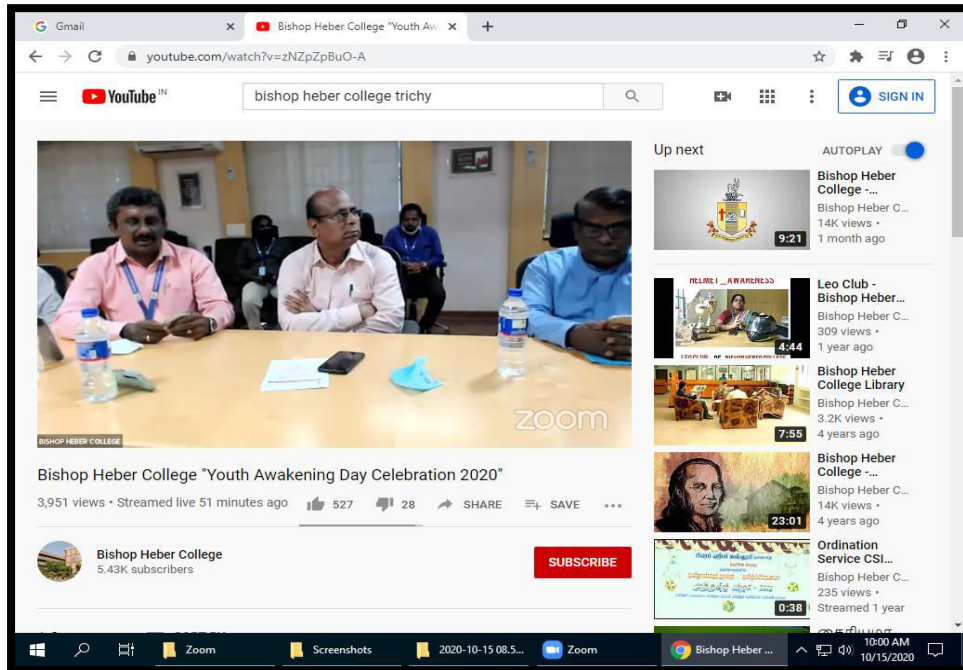 Gmail
Bishop Heber College "Youth Aw
youtube.com/watch?v=zNZpZpBuO-A
YouTube IN
bishop heber college trichy
SIGN IN
zoom
BISHOP HEBER COLLEGE
Bishop Heber College "Youth Awakening Day Celebration 2020"
3,951 views • Streamed live 51 minutes ago
527
28
SHARE
SAVE
Bishop Heber College
5.43K subscribers
SUBSCRIBE
Up next
AUTOPLAY
9:21
Bishop Heber
College -...
Bishop Heber C...
14K views •
1 month ago
HELMET _AWARENESS
4:44
Leo Club -
Bishop Heber...
Bishop Heber C...
309 views •
1 year ago
7:55
Bishop Heber
College Library
Bishop Heber C...
3.2K views •
4 years ago
23:01
Bishop Heber
College -...
Bishop Heber C...
14K views •
4 years ago
0:38
Ordination
Service CSI...
Bishop Heber C...
235 views •
Streamed 1 year
Zoom
Screenshots
2020-10-15 08.5...
Zoom
Bishop Heber ...
10:00 AM
10/15/2020